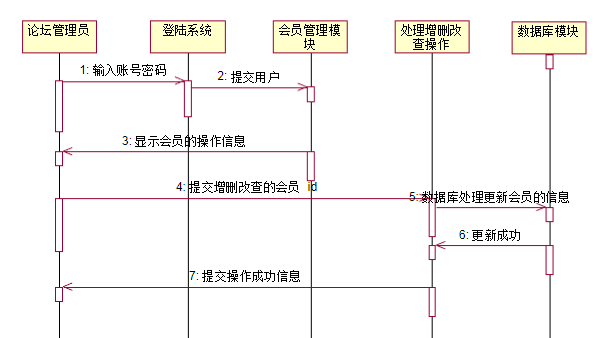 论坛管理员
登陆系统
会员管理模
块
处理增删改
查操作
数据库模块
1: 输入账号密码
2: 提交用户
3: 显示会员的操作信息
4: 提交增删改查的会员 id
5: 数据库处理更新会员的信息
6: 更新成功
7: 提交操作成功信息